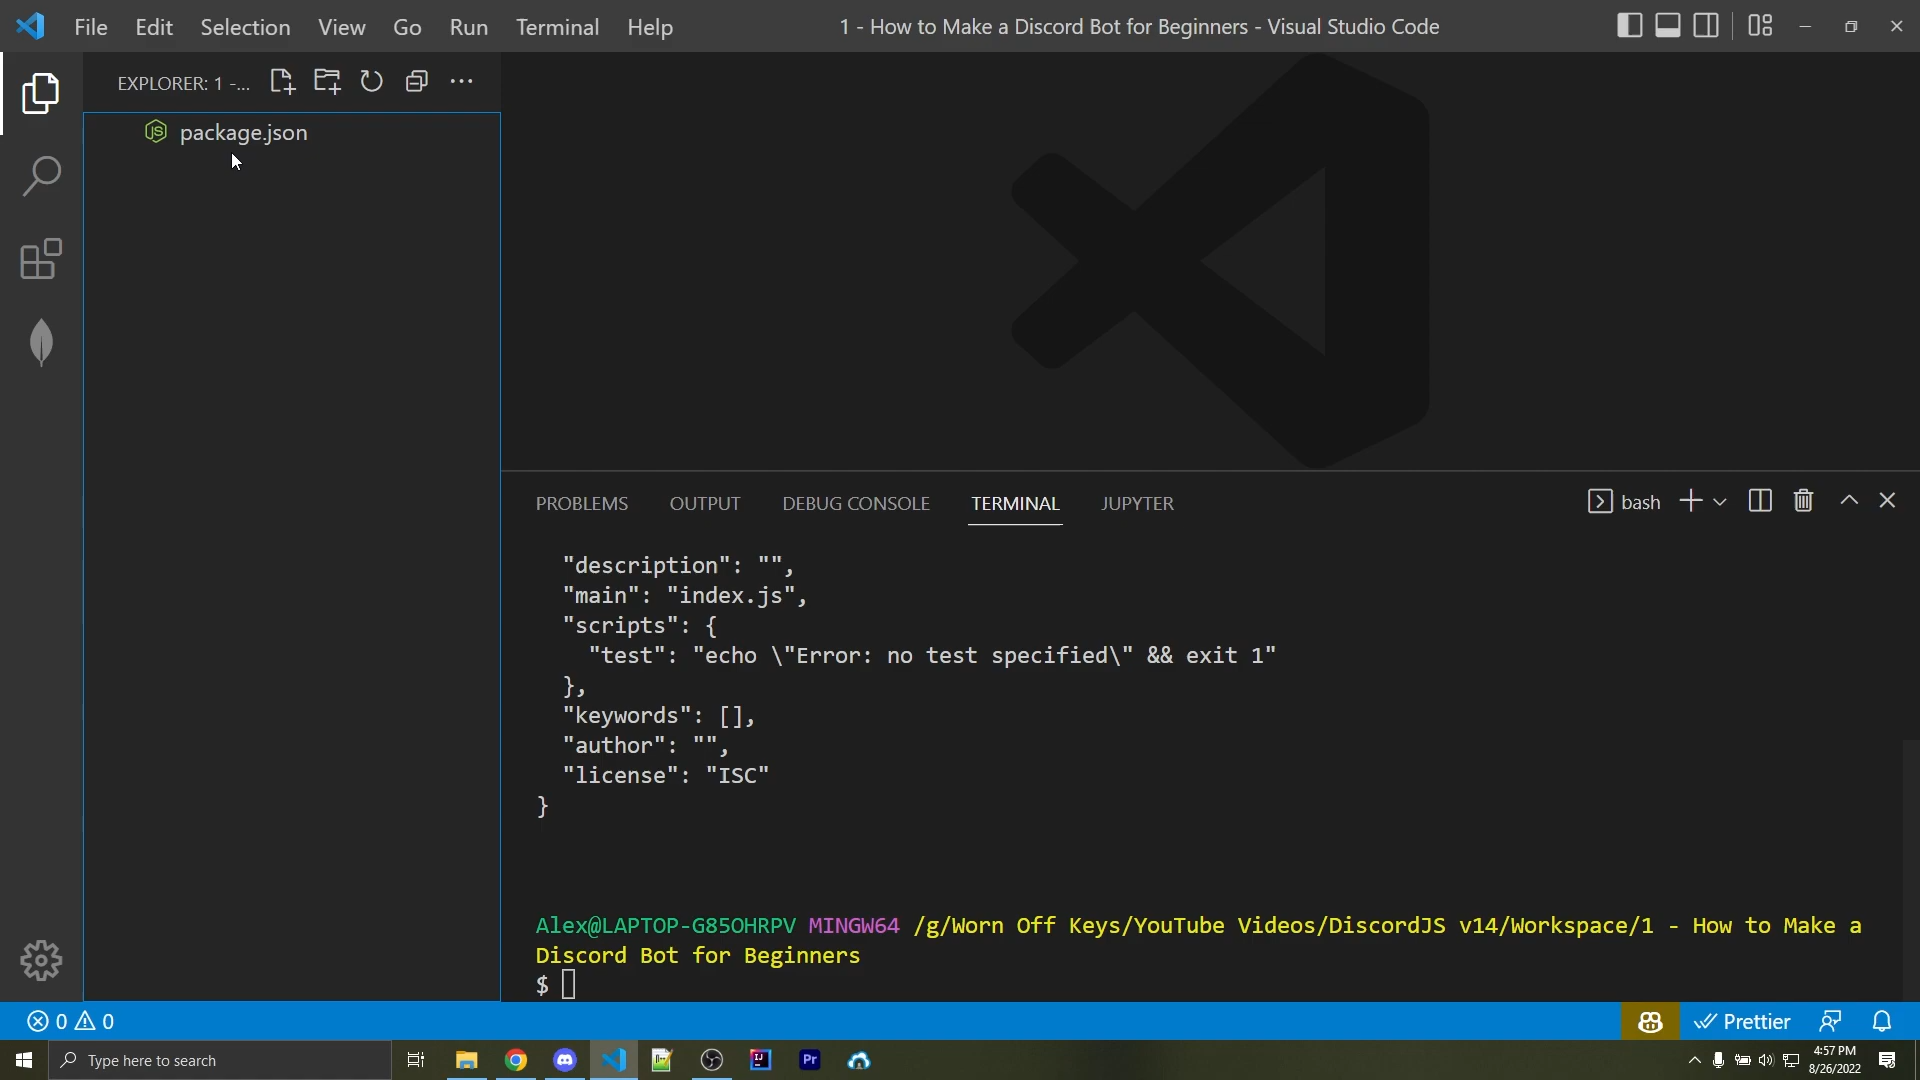 File Edit Selection View Go Run Terminal Help
1 - How to Make a Discord Bot for Beginners - Visual Studio Code
EXPLORER: 1 -...
JS package.json
PROBLEMS OUTPUT DEBUG CONSOLE TERMINAL JUPYTER
bash
"description": "",
"main": "index.js",
"scripts": {
"test": "echo \"Error: no test specified\" && exit 1"
},
"keywords": [],
"author": "",
"license": "ISC"
}
Alex@LAPTOP-G85OHRPV MINGW64 /g/Worn Off Keys/YouTube Videos/DiscordJS v14/Workspace/1 - How to Make a
Discord Bot for Beginners
$
0 0
Prettier
Type here to search
IJ
Pr
4:57 PM
8/26/2022